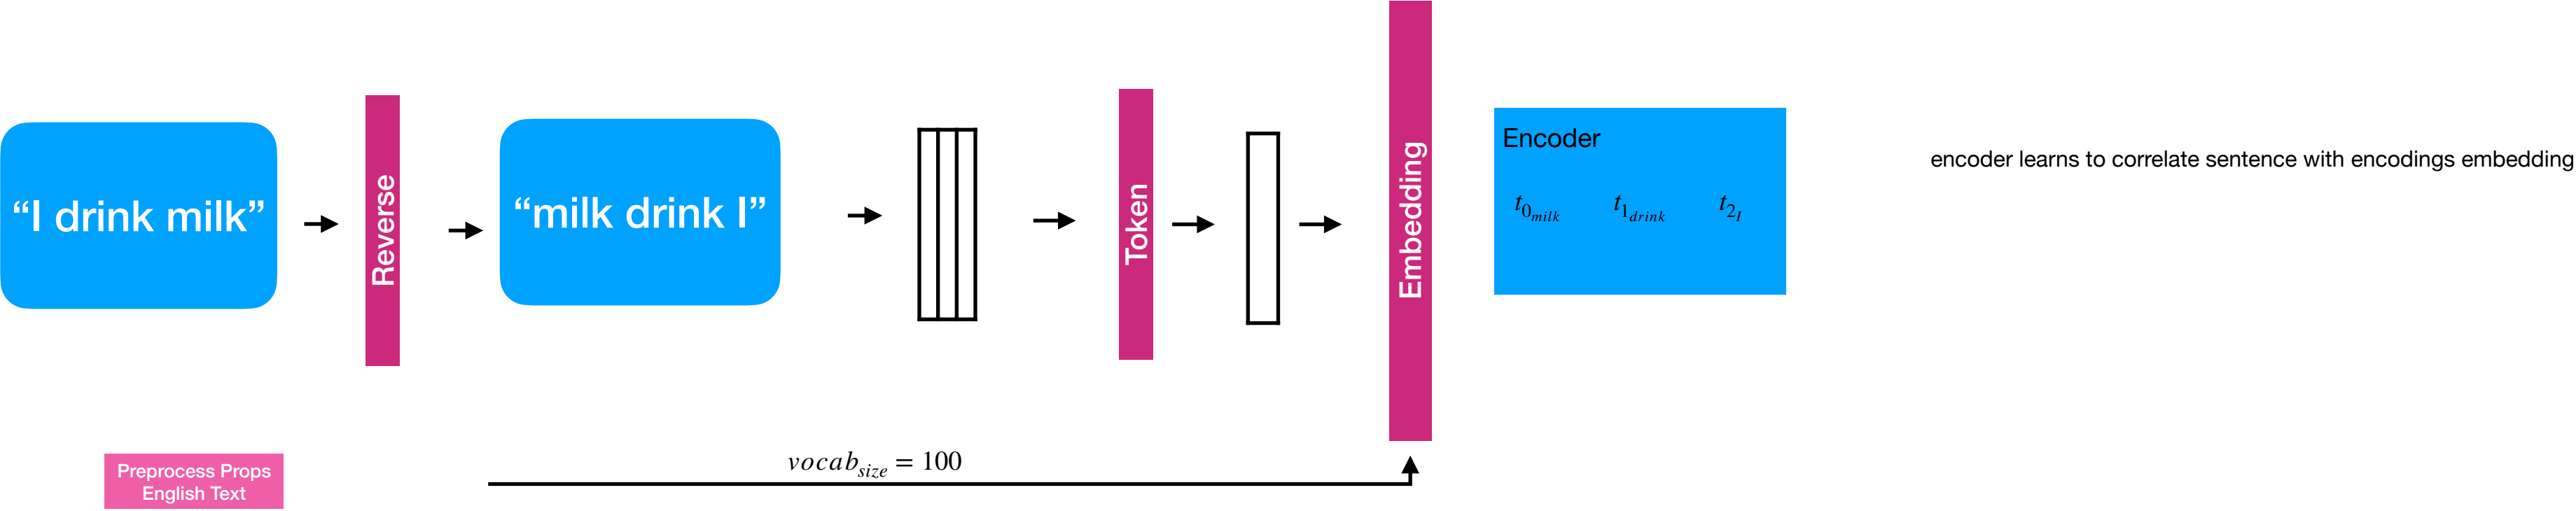 “I drink milk”
Reverse
“milk drink I”
Token
Embedding
Encoder
t0milk t1drink t2I
encoder learns to correlate sentence with encodings embedding
Preprocess Props
English Text
vocabsize = 100